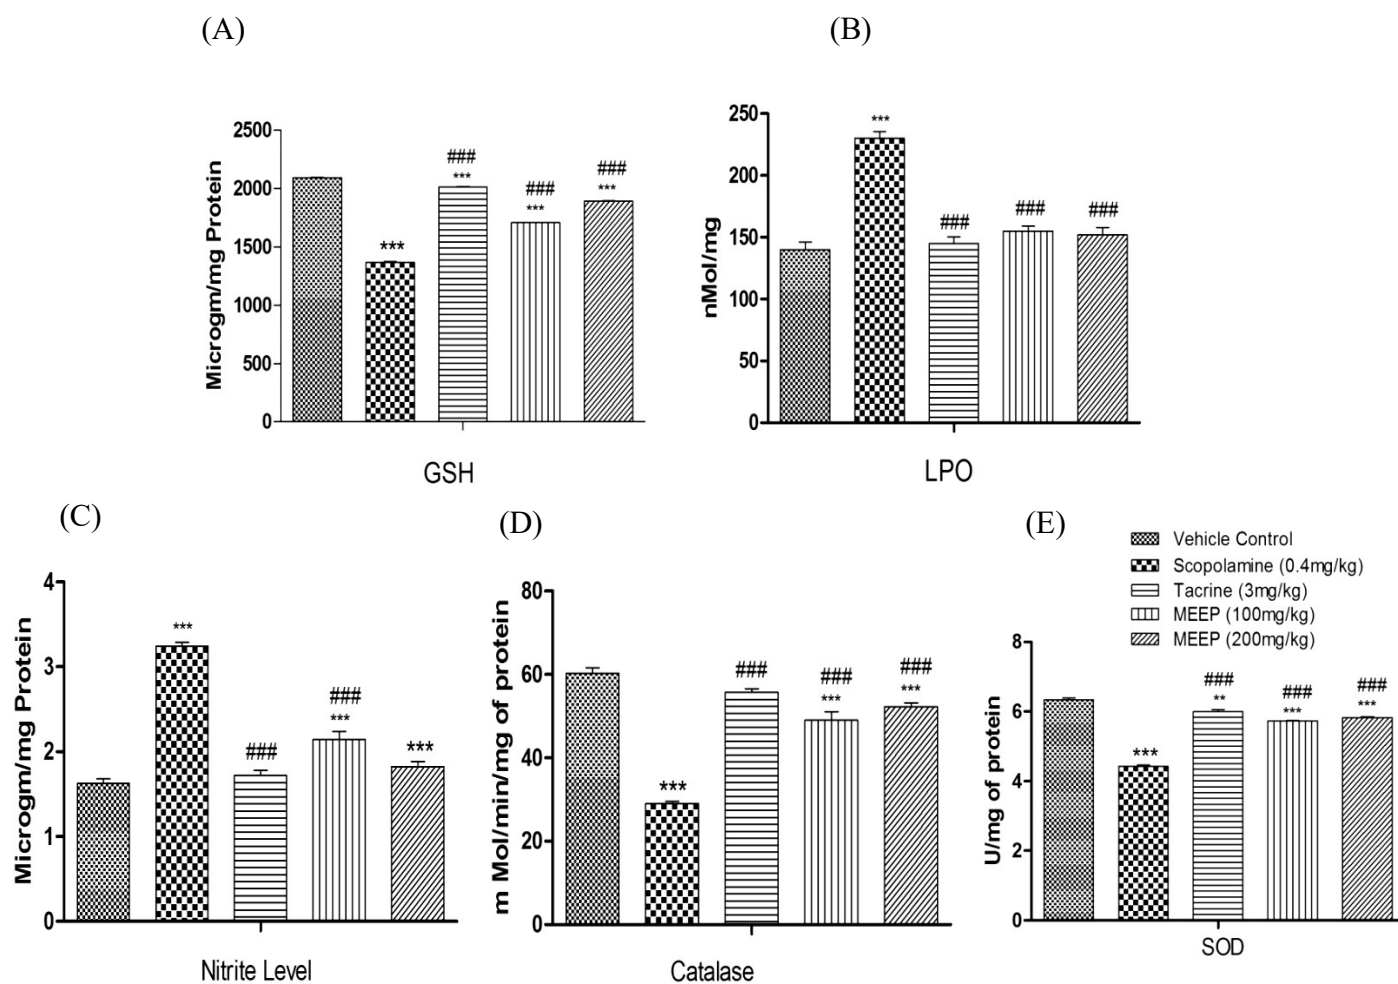 (A)
2500
2000
1500
1000
500
0
Microgm/mg Protein
***
###
***
###
***
###
***
GSH
(B)
250
200
150
100
50
0
nMol/mg
***
###
###
###
LPO
(C)
4
3
2
1
0
Microgm/mg Protein
***
###
###
***
***
Nitrite Level
(D)
80
60
40
20
0
m Mol/min/mg of protein
***
###
###
***
###
***
Catalase
(E)
Vehicle Control
Scopolamine (0.4mg/kg)
Tacrine (3mg/kg)
MEEP (100mg/kg)
MEEP (200mg/kg)
8
6
4
2
0
U/mg of protein
***
###
**
###
***
###
***
SOD